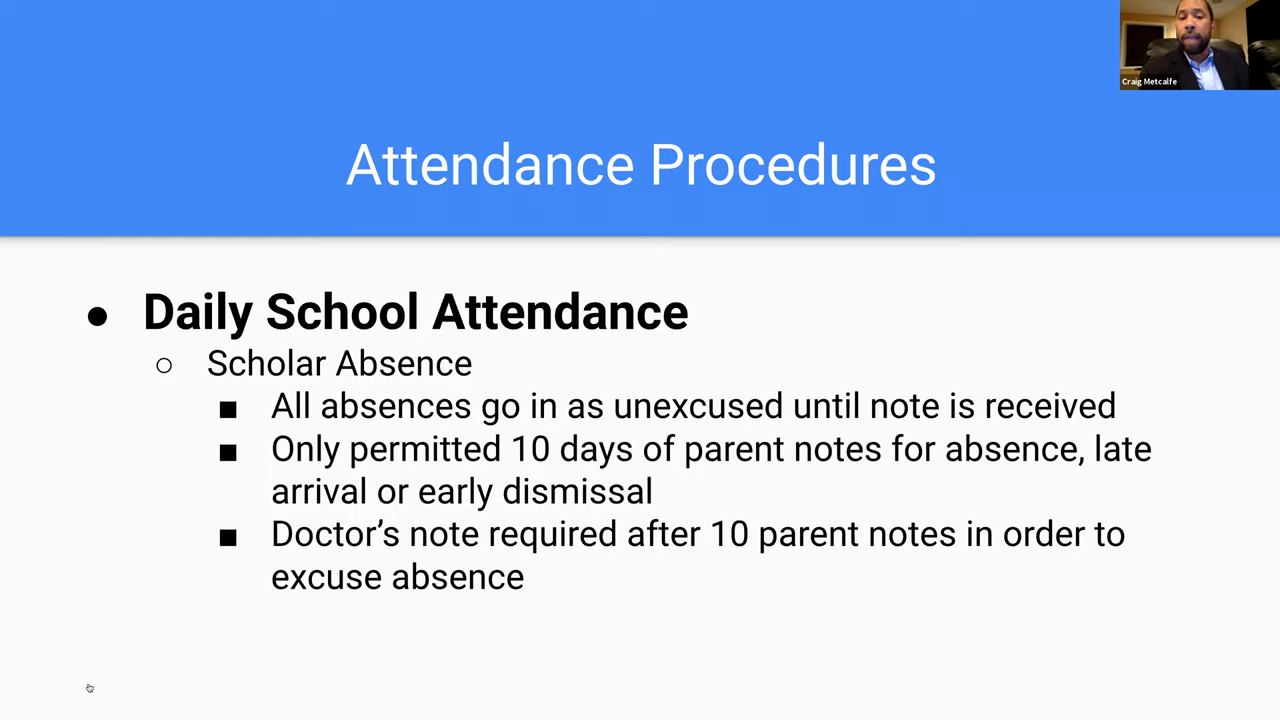 Craig Metcalfe
Attendance Procedures
● Daily School Attendance
○ Scholar Absence
■ All absences go in as unexcused until note is received
■ Only permitted 10 days of parent notes for absence, late
arrival or early dismissal
■ Doctor’s note required after 10 parent notes in order to
excuse absence